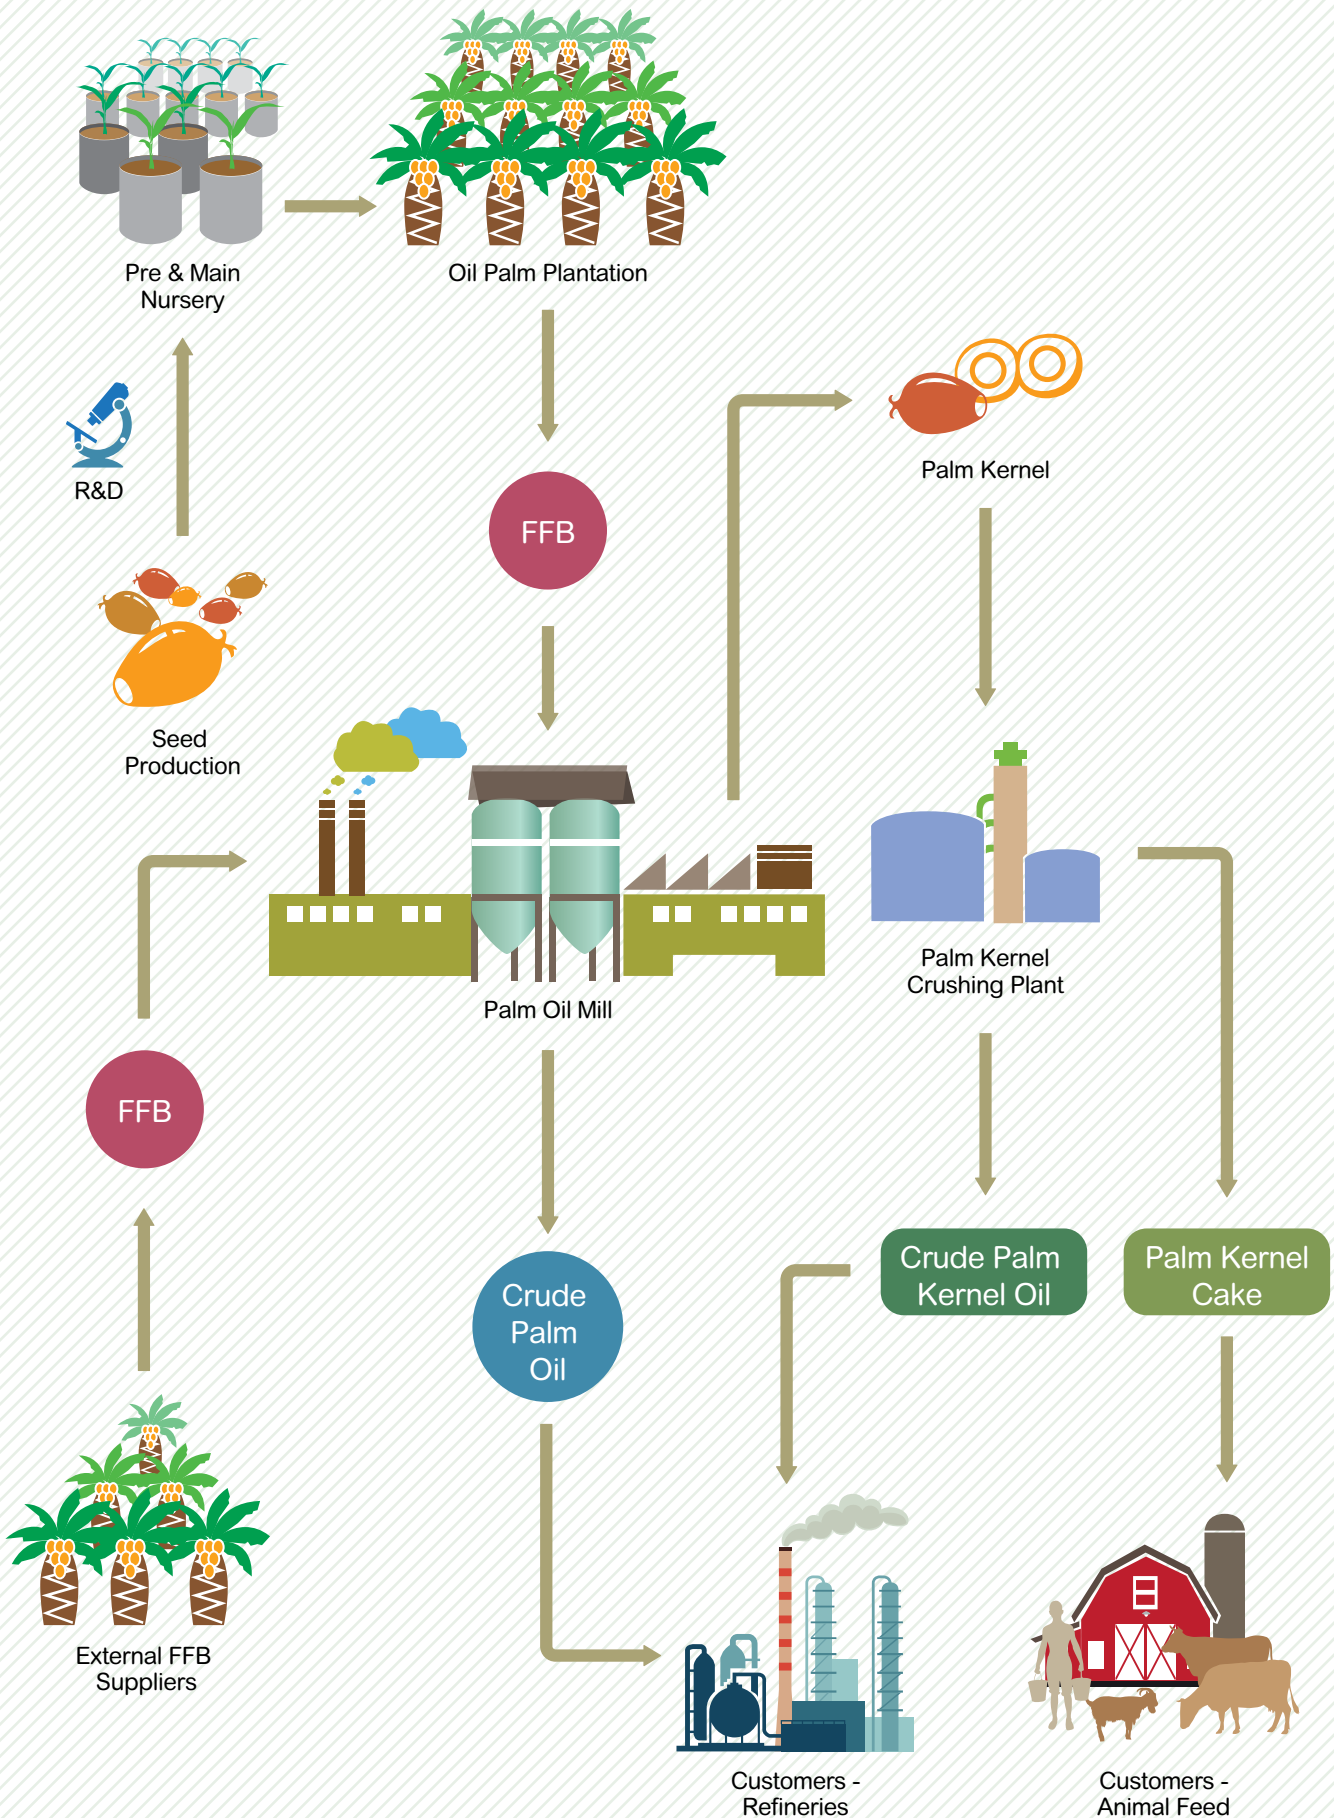 Pre & Main
Nursery
Oil Palm Plantation
R&D
FFB
Palm Kernel
Seed
Production
Palm Oil Mill
Palm Kernel
Crushing Plant
FFB
Crude
Palm
Oil
Crude Palm
Kernel Oil
Palm Kernel
Cake
External FFB
Suppliers
Customers -
Refineries
Customers -
Animal Feed